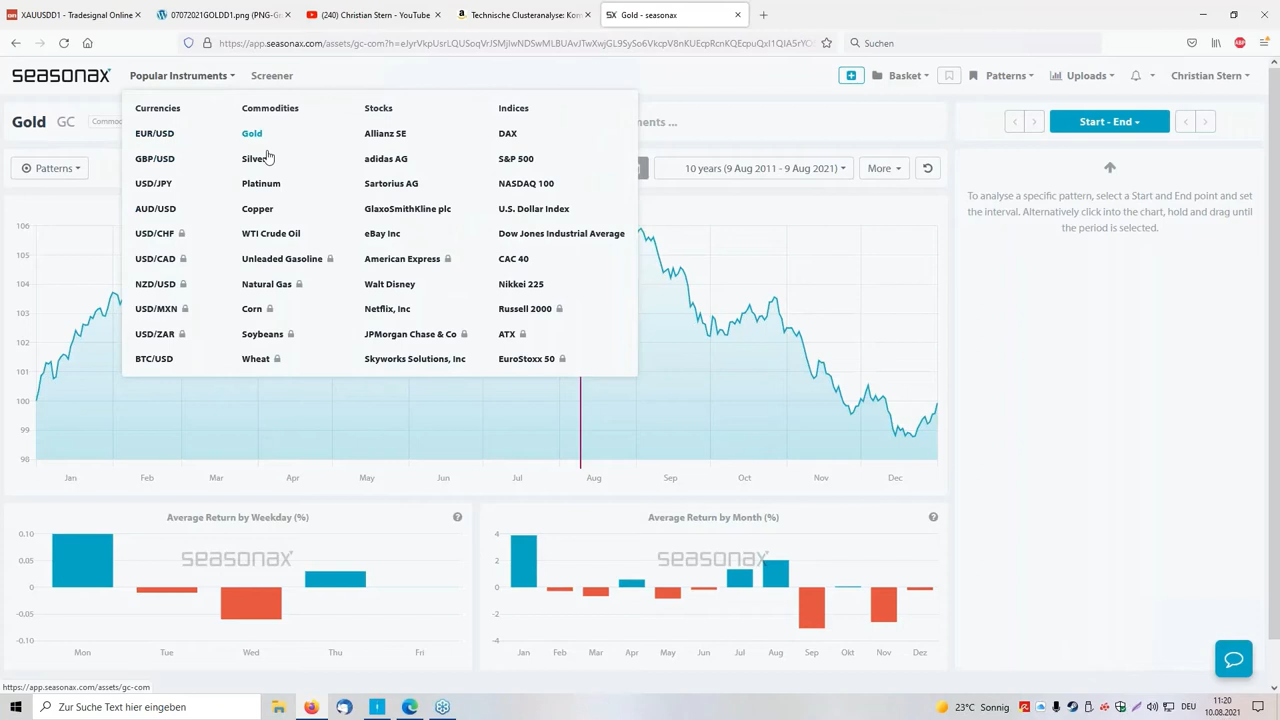 XAUUSDD1 - Tradesignal Online
07072021GOLDD1.png (PNG-G
(240) Christian Stern - YouTube
Technische Clusteranalyse: Kom
Gold - seasonax
Suchen
seasonax
Popular Instruments
Screener
Basket
Patterns
Uploads
Christian Stern
Currencies
Commodities
Stocks
Indices
Gold GC
EUR/USD
Gold
Allianz SE
DAX
Start - End
GBP/USD
Silver
adidas AG
S&P 500
Patterns
10 years (9 Aug 2011 - 9 Aug 2021)
More
USD/JPY
Platinum
Sartorius AG
NASDAQ 100
AUD/USD
Copper
GlaxoSmithKline plc
U.S. Dollar Index
USD/CHF
WTI Crude Oil
eBay Inc
Dow Jones Industrial Average
USD/CAD
Unleaded Gasoline
American Express
CAC 40
NZD/USD
Natural Gas
Walt Disney
Nikkei 225
USD/MXN
Corn
Netflix, Inc
Russell 2000
USD/ZAR
Soybeans
JPMorgan Chase & Co
ATX
BTC/USD
Wheat
Skyworks Solutions, Inc
EuroStoxx 50
To analyse a specific pattern, select a Start and End point and
set the interval. Alternatively click into the chart, hold and drag until
the period is selected.
106
105
104
103
102
101
100
99
98
Jan Feb Mar Apr May Jun Jul Aug Sep Oct Nov Dec
Average Return by Weekday (%)
seasonax
0.10
0.05
0
-0.05
-0.10
Mon Tue Wed Thu Fri
Average Return by Month (%)
seasonax
4
2
0
-2
-4
Jan Feb Mar Apr May Jun Jul Aug Sep Okt Nov Dez
https://app.seasonax.com/assets/gc-com
Zur Suche Text hier eingeben
23°C Sonnig
DEU
11:20
10.08.2021